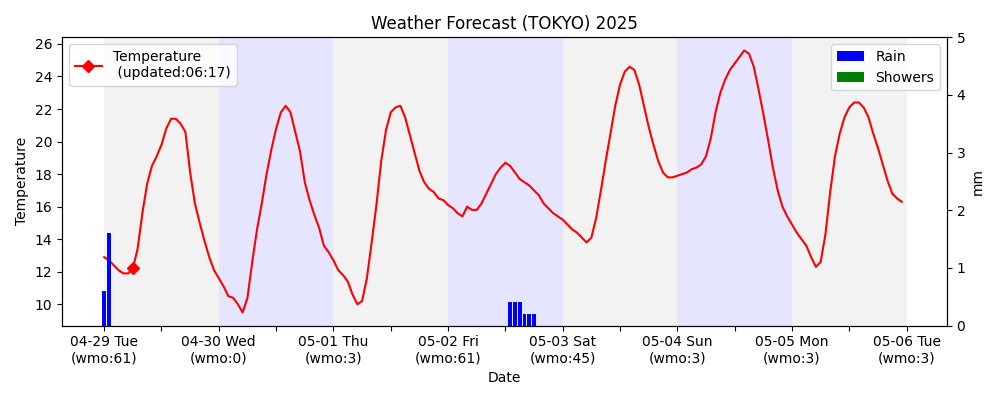 Weather Forecast (TOKYO) 2025
Temperature
(updated:06:17)
Rain
Showers
26
24
22
20
18
16
14
12
10
Temperature
5
4
3
2
1
0
mm
04-29 Tue
(wmo:61)
04-30 Wed
(wmo:0)
05-01 Thu
(wmo:3)
05-02 Fri
(wmo:61)
05-03 Sat
(wmo:45)
05-04 Sun
(wmo:3)
05-05 Mon
(wmo:3)
05-06 Tue
(wmo:3)
Date